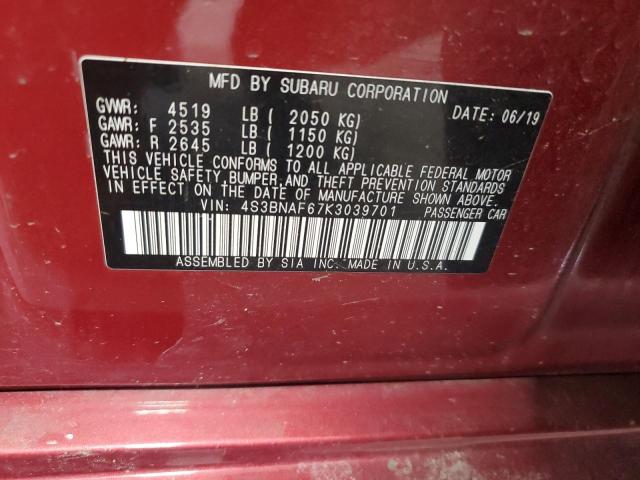 MFD BY SUBARU CORPORATION
GVWR: 4519 LB ( 2050 KG) DATE: 06/19
GAWR: F 2535 LB ( 1150 KG)
GAWR: R 2645 LB ( 1200 KG)
THIS VEHICLE CONFORMS TO ALL APPLICABLE FEDERAL MOTOR
VEHICLE SAFETY, BUMPER, AND THEFT PREVENTION STANDARDS
IN EFFECT ON THE DATE OF MANUFACTURE SHOWN ABOVE.
VIN: 4S3BNAF67K3039701 PASSENGER CAR
ASSEMBLED BY SIA INC. MADE IN U.S.A.